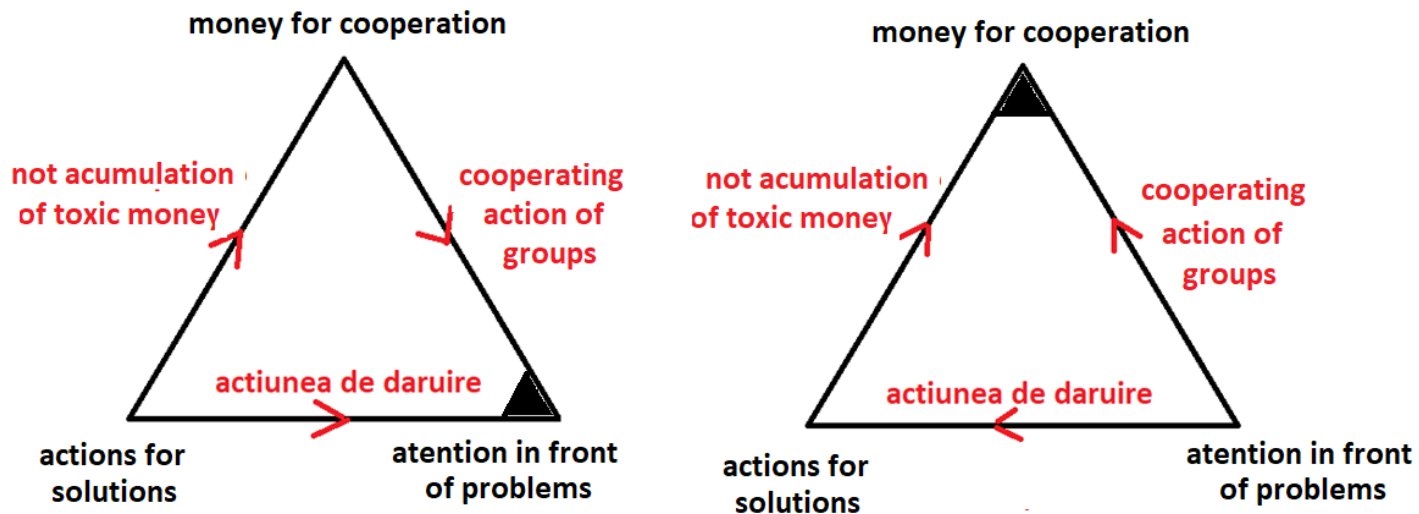 money for cooperation
not acumulation
of toxic money
cooperating
action of
groups
actiunea de daruire
actions for
solutions
atention in front
of problems
money for cooperation
not acumulation
of toxic money
cooperating
action of
groups
actiunea de daruire
actions for
solutions
atention in front
of problems